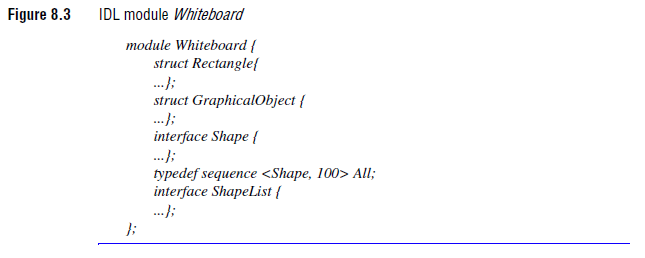 Figure 8.3 IDL module Whiteboard
module Whiteboard {
struct Rectangle{
...};
struct GraphicalObject {
...};
interface Shape {
...};
typedef sequence <Shape, 100> All;
interface ShapeList {
...};
};